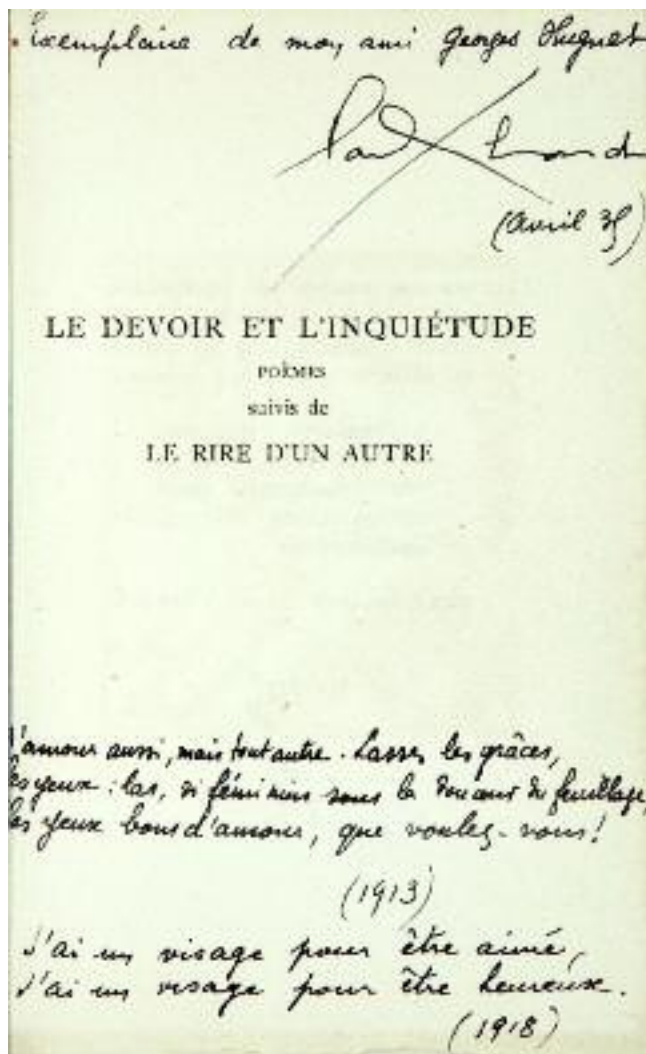 Exemplaire de mon ami Georges Hugnet
Paul Eluard
(Avril 35)
LE DEVOIR ET L'INQUIÉTUDE
POÈMES
suivis de
LE RIRE D'UN AUTRE
l'amour aussi, mais tout autre. Lasses, les grâces,
les yeux : las, si féminins sous la douceur du feuillage,
les yeux bons d'amour, que voulez-vous!
(1913)
J'ai un visage pour être aimé,
J'ai un visage pour être heureux.
(1918)